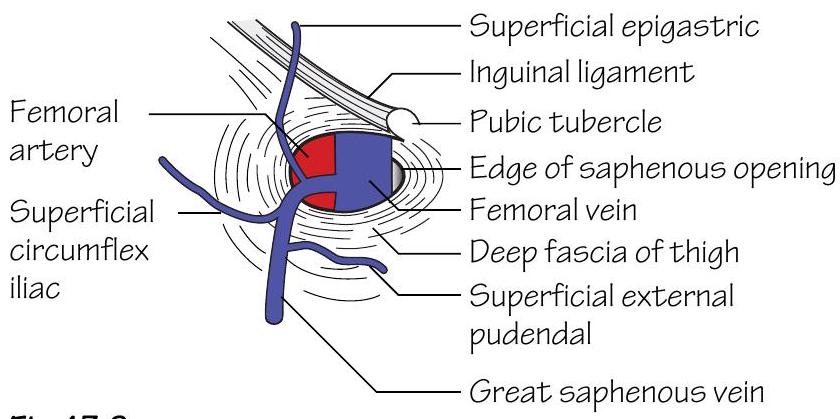 Superficial epigastric
Inguinal ligament
Pubic tubercle
Edge of saphenous opening
Femoral vein
Deep fascia of thigh
Superficial external
pudendal
Great saphenous vein
Femoral
artery
Superficial
circumflex
iliac